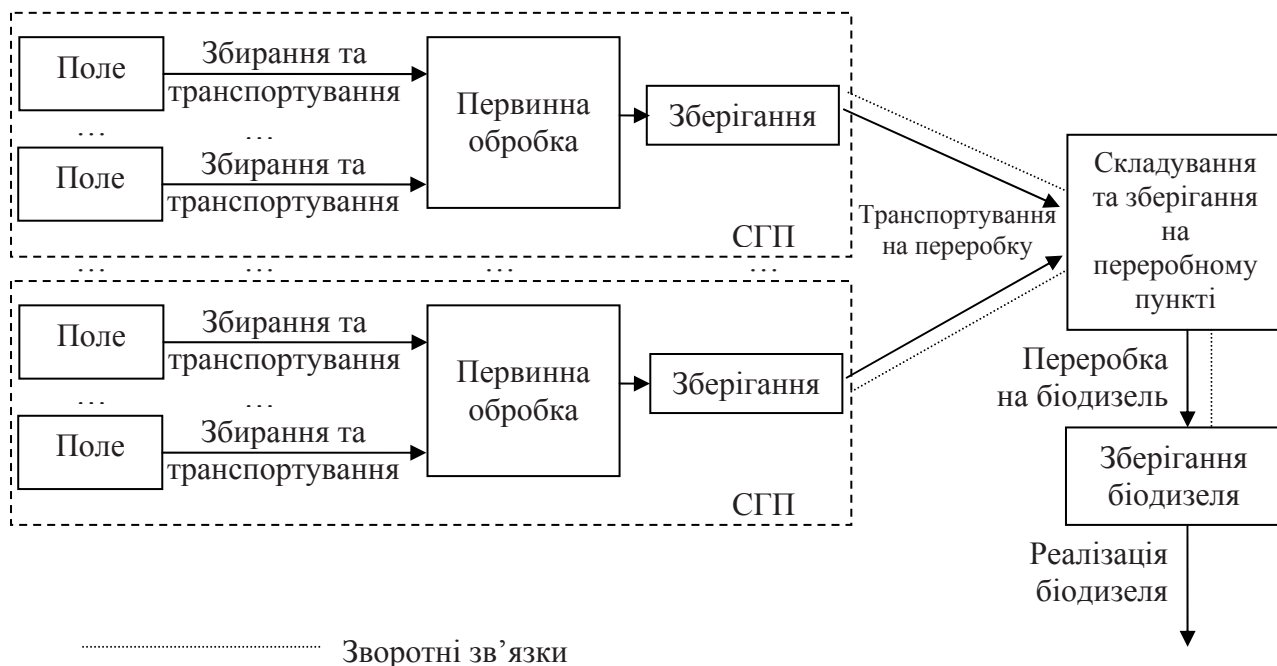 Поле
Збирання та
транспортування
Первинна
обробка
Зберігання
…
…
Поле
Збирання та
транспортування
СГП
Транспортування
на переробку
Складування
та зберігання
на
переробному
пункті
…
…
…
…
Поле
Збирання та
транспортування
Первинна
обробка
Зберігання
…
…
Поле
Збирання та
транспортування
СГП
Переробка
на біодизель
Зберігання
біодизеля
Реалізація
біодизеля
Зворотні зв’язки